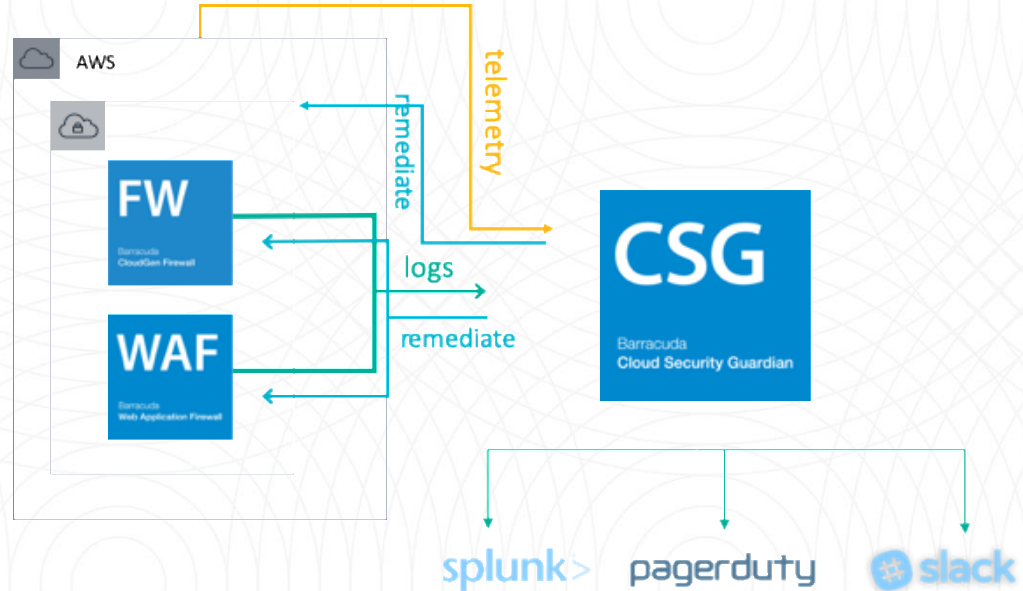 AWS
telemetry
remediate
FW
Barracuda
CloudGen Firewall
logs
remediate
WAF
Barracuda
Web Application Firewall
CSG
Barracuda
Cloud Security Guardian
splunk>
pagerduty
slack